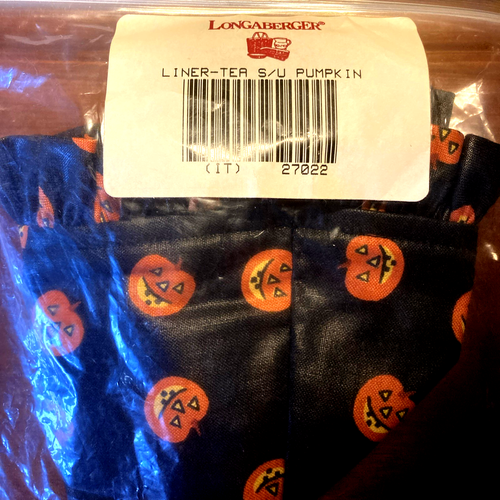 LONGABERGER®
LINER-TEA S/U PUMPKIN
(IT) 27022